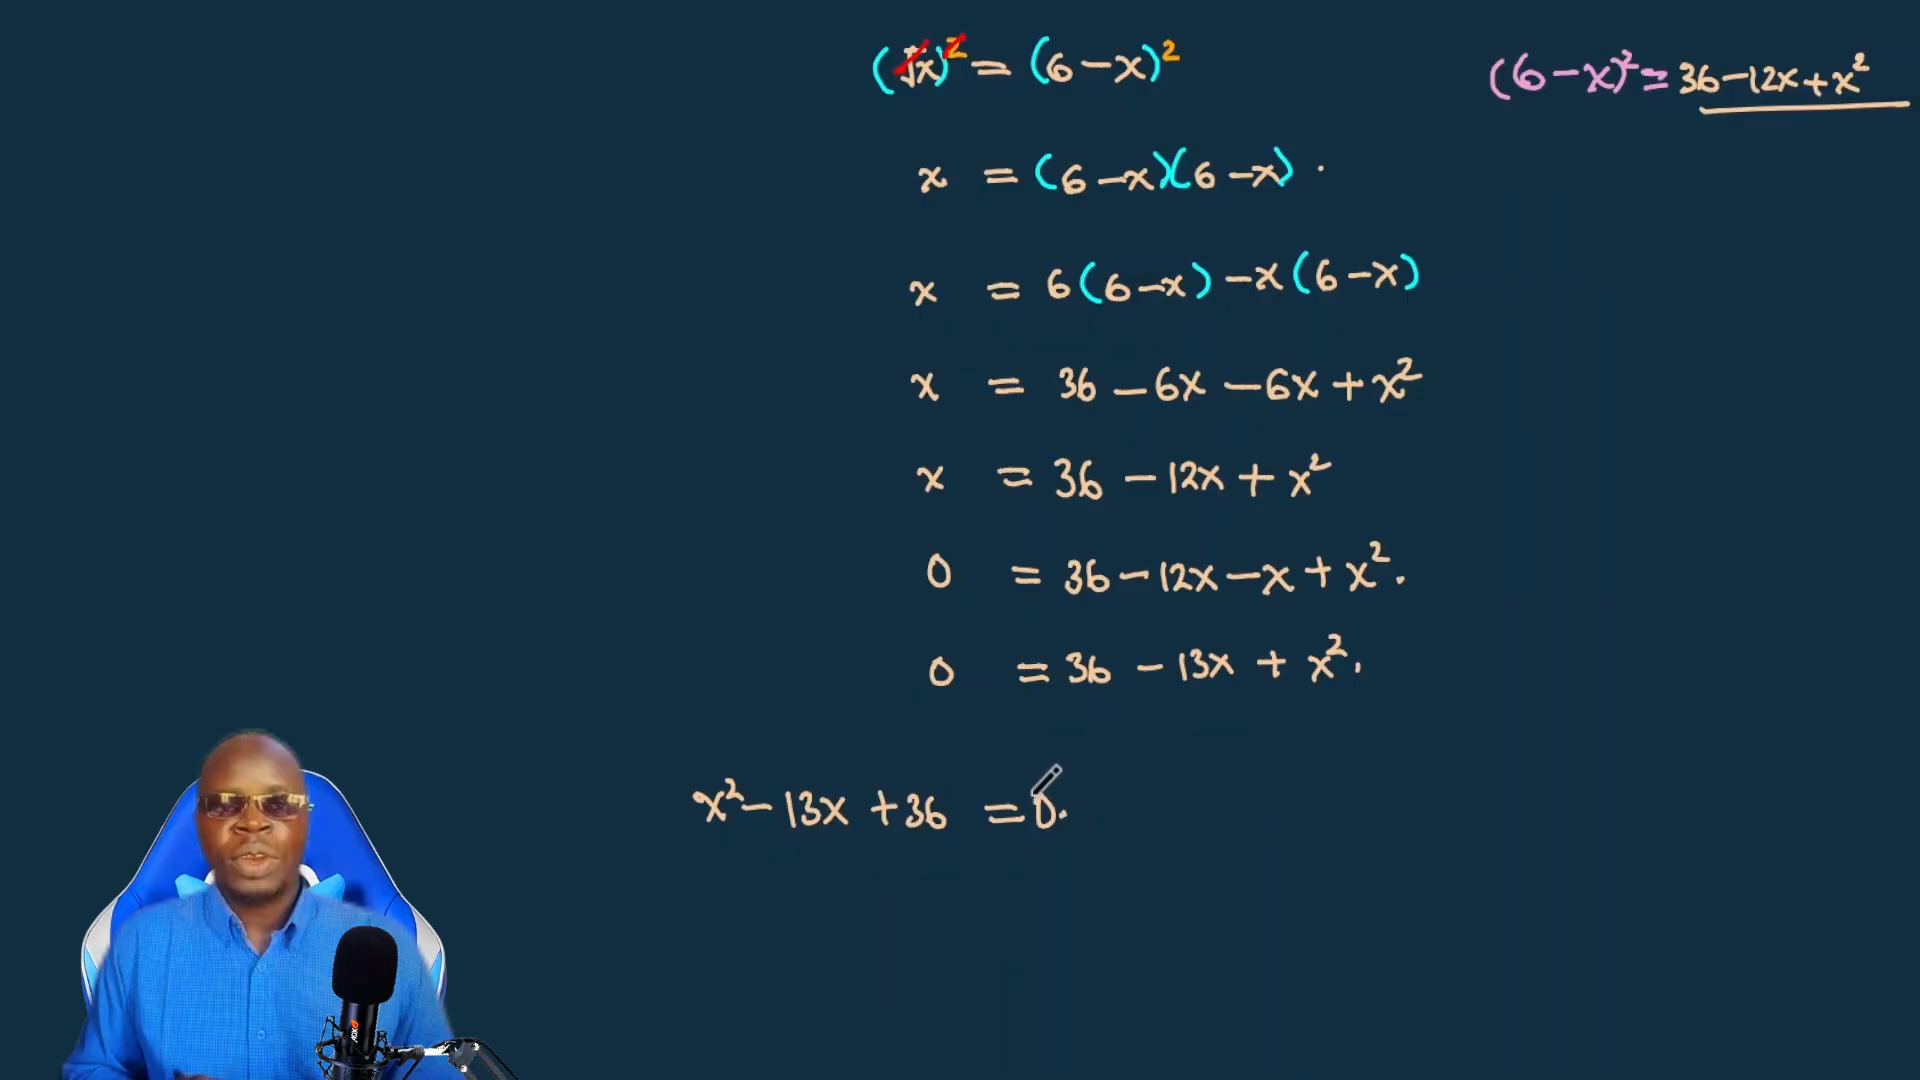 (√x)² = (6-x)²
(6-x)² = 36-12x+x²
x = (6-x)(6-x).
x = 6(6-x)-x(6-x)
x = 36-6x-6x+x²
x = 36-12x+x²
0 = 36-12x-x+x².
0 = 36-13x+x².
x²-13x+36 = 0.